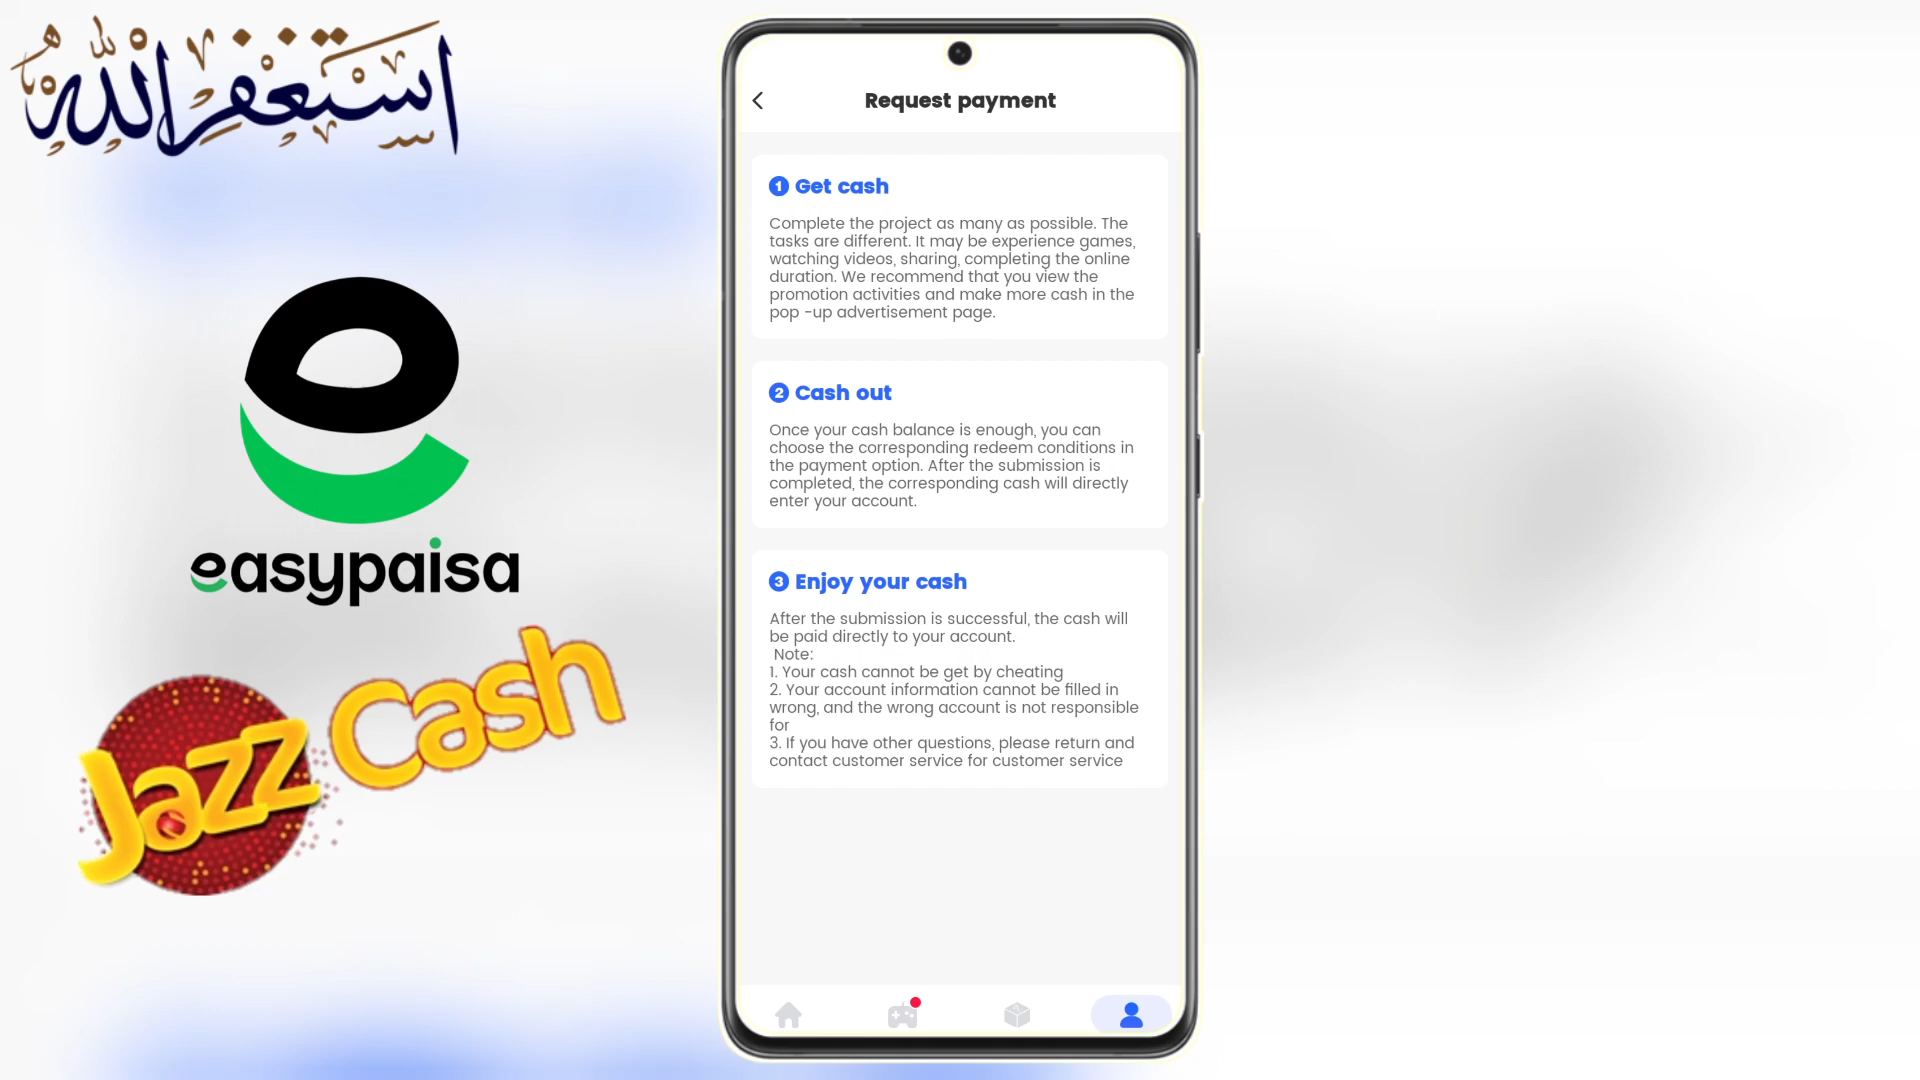 اَسْتَغْفِرُاللّٰهَ
easypaisa
Jazz Cash
Request payment
1 Get cash
Complete the project as many as possible. The
tasks are different. It may be experience games,
watching videos, sharing, completing the online
duration. We recommend that you view the
promotion activities and make more cash in the
pop -up advertisement page.
2 Cash out
Once your cash balance is enough, you can
choose the corresponding redeem conditions in
the payment option. After the submission is
completed, the corresponding cash will directly
enter your account.
3 Enjoy your cash
After the submission is successful, the cash will
be paid directly to your account.
Note:
1. Your cash cannot be get by cheating
2. Your account information cannot be filled in
wrong, and the wrong account is not responsible
for
3. If you have other questions, please return and
contact customer service for customer service